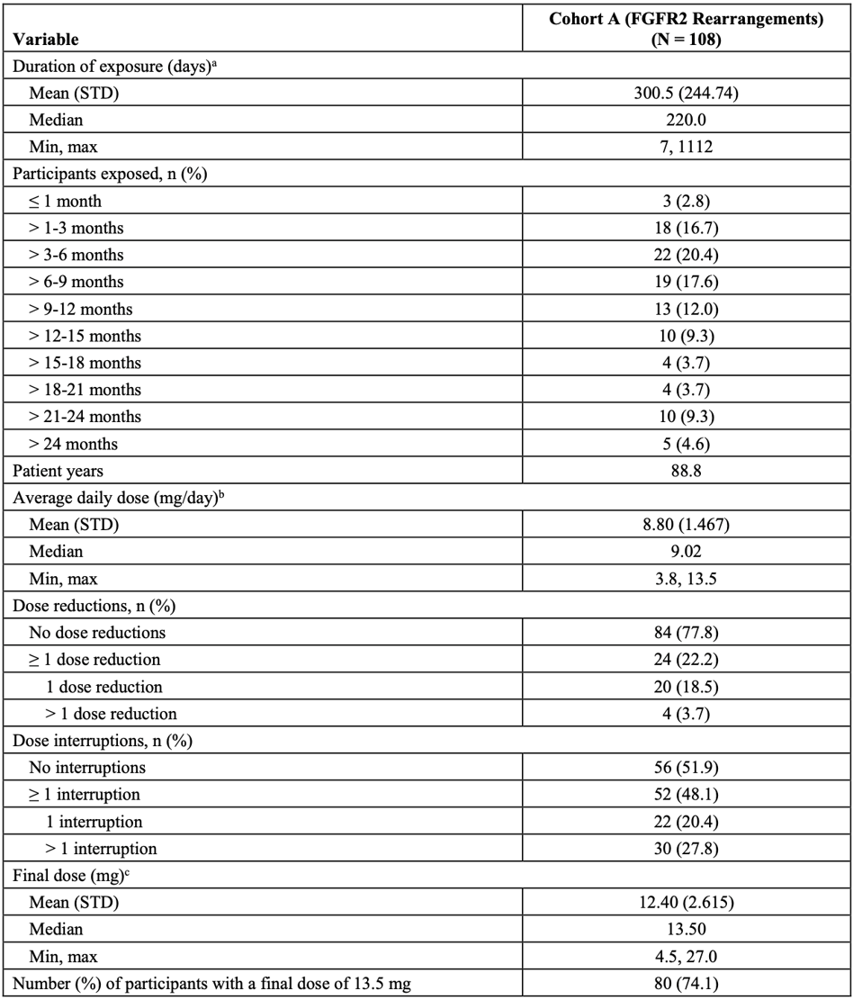 Variable Cohort A (FGFR2 Rearrangements) (N = 108)
Duration of exposure (days)ᵃ
Mean (STD) 300.5 (244.74)
Median 220.0
Min, max 7, 1112
Participants exposed, n (%)
≤ 1 month 3 (2.8)
> 1-3 months 18 (16.7)
> 3-6 months 22 (20.4)
> 6-9 months 19 (17.6)
> 9-12 months 13 (12.0)
> 12-15 months 10 (9.3)
> 15-18 months 4 (3.7)
> 18-21 months 4 (3.7)
> 21-24 months 10 (9.3)
> 24 months 5 (4.6)
Patient years 88.8
Average daily dose (mg/day)ᵇ
Mean (STD) 8.80 (1.467)
Median 9.02
Min, max 3.8, 13.5
Dose reductions, n (%)
No dose reductions 84 (77.8)
≥ 1 dose reduction 24 (22.2)
1 dose reduction 20 (18.5)
> 1 dose reduction 4 (3.7)
Dose interruptions, n (%)
No interruptions 56 (51.9)
≥ 1 interruption 52 (48.1)
1 interruption 22 (20.4)
> 1 interruption 30 (27.8)
Final dose (mg)ᶜ
Mean (STD) 12.40 (2.615)
Median 13.50
Min, max 4.5, 27.0
Number (%) of participants with a final dose of 13.5 mg 80 (74.1)